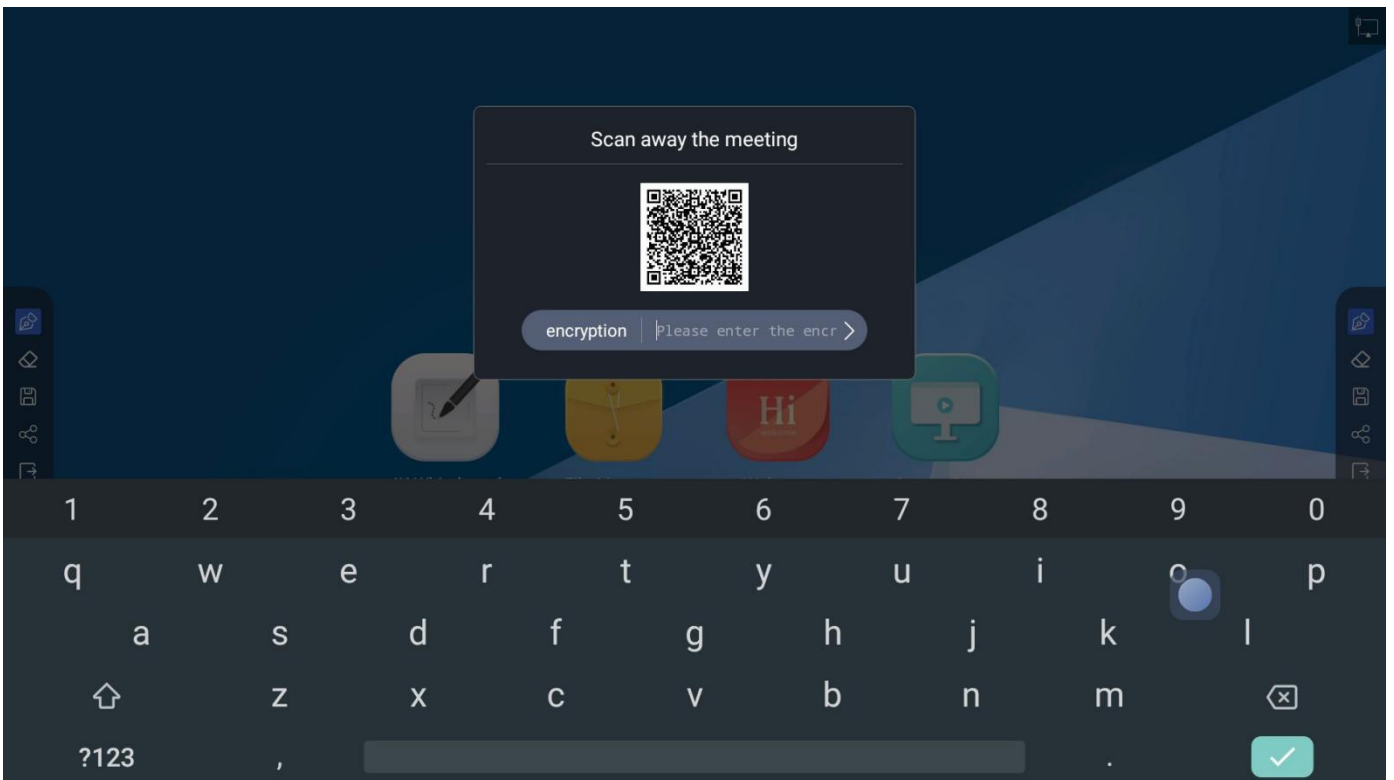 Scan away the meeting
encryption Please enter the encr
Hi
welcome
1 2 3 4 5 6 7 8 9 0
q w e r t y u i o p
a s d f g h j k l
z x c v b n m
?123 , .